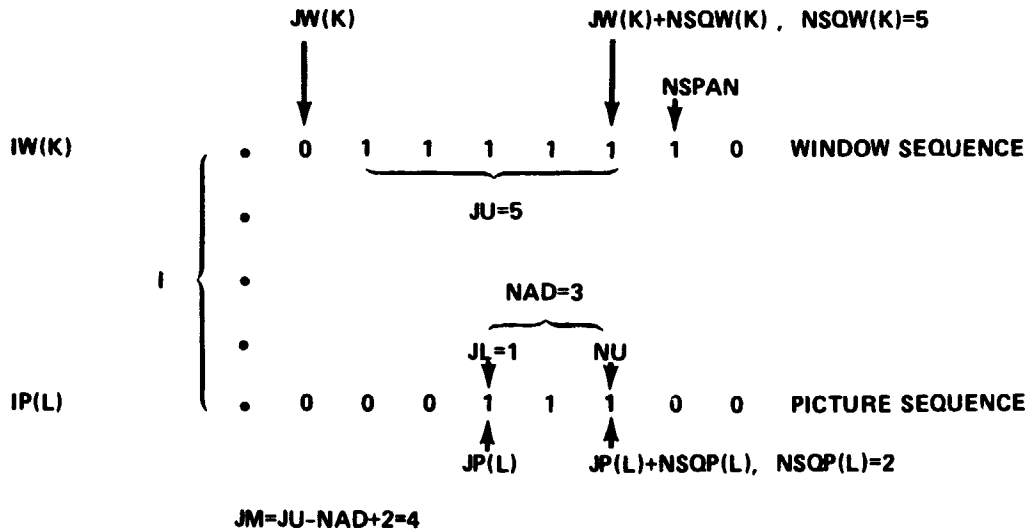 JW(K) JW(K)+NSQW(K) , NSQW(K)=5
NSPAN
IW(K) • 0 1 1 1 1 1 1 0 WINDOW SEQUENCE
JU=5
I
NAD=3
JL=1 NU
IP(L) • 0 0 0 1 1 1 0 0 PICTURE SEQUENCE
JP(L) JP(L)+NSQP(L), NSQP(L)=2
JM=JU-NAD+2=4